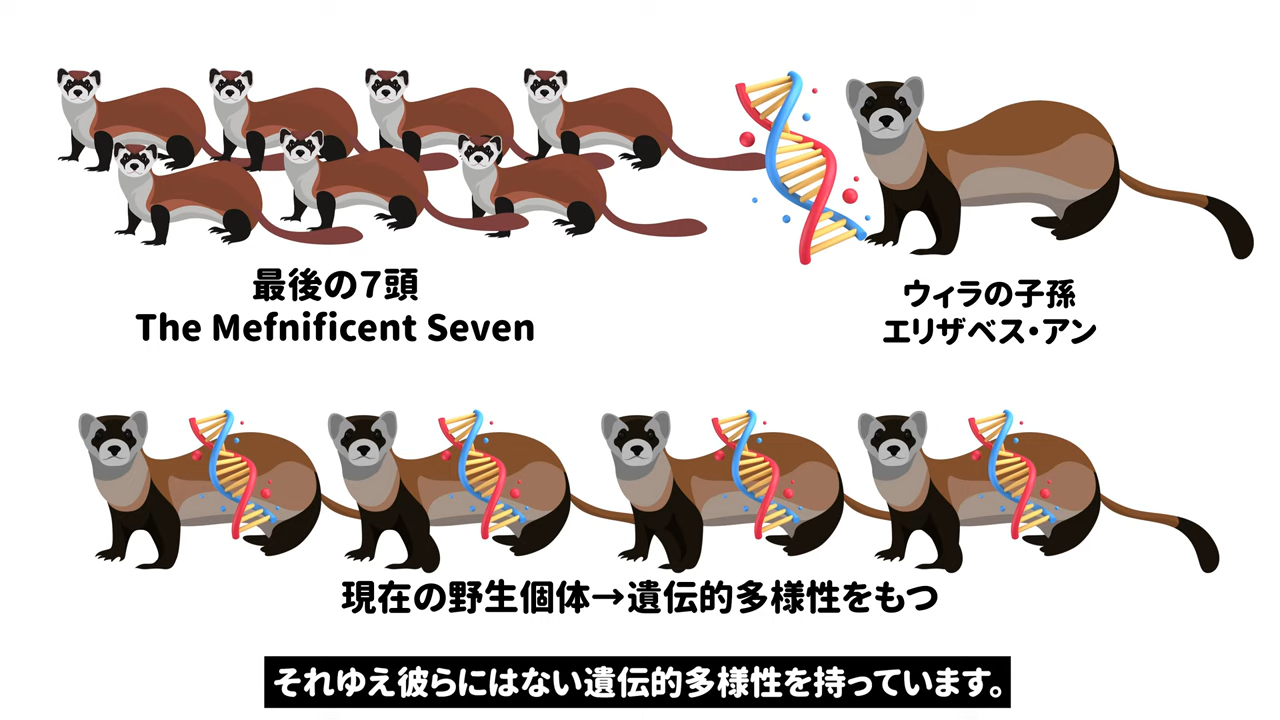 最後の7頭
The Mefnificent Seven
ウィラの子孫
エリザベス・アン
現在の野生個体→遺伝的多様性をもつ
それゆえ彼らにはない遺伝的多様性を持っています。